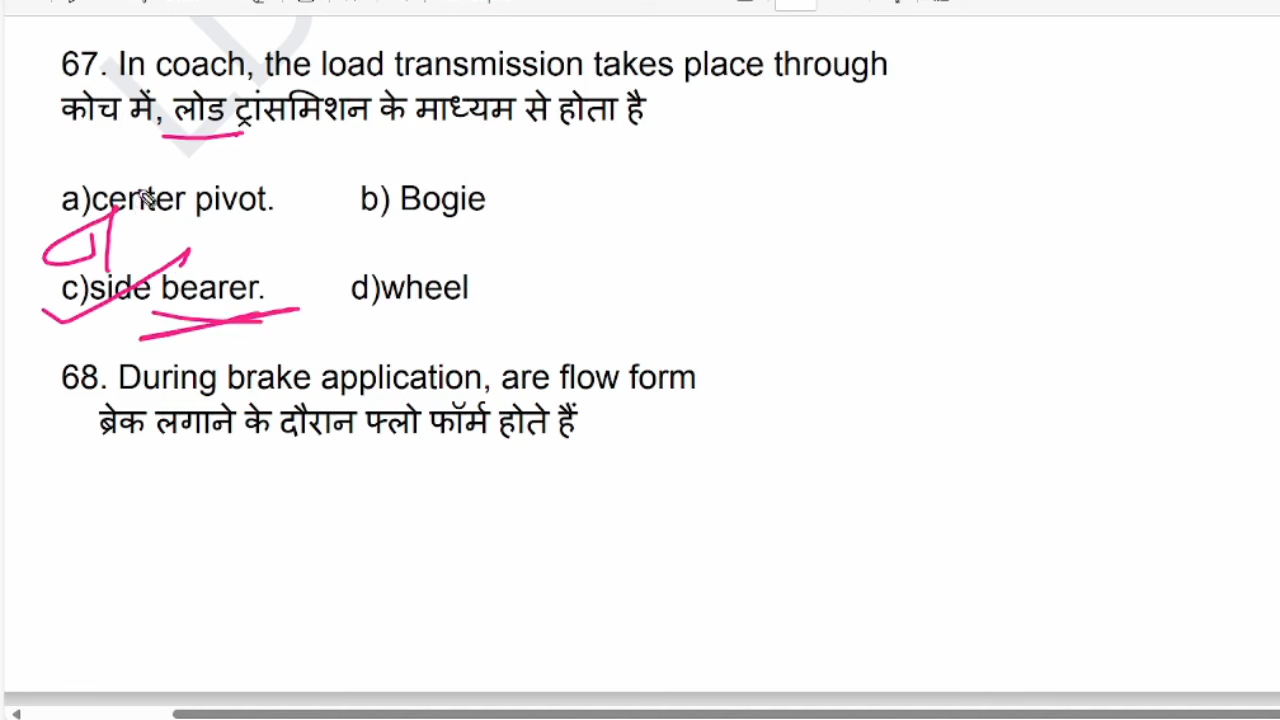 67. In coach, the load transmission takes place through
कोच में, लोड ट्रांसमिशन के माध्यम से होता है
a)center pivot. b) Bogie
c)side bearer. d)wheel
68. During brake application, are flow form
ब्रेक लगाने के दौरान फ्लो फॉर्म होते हैं